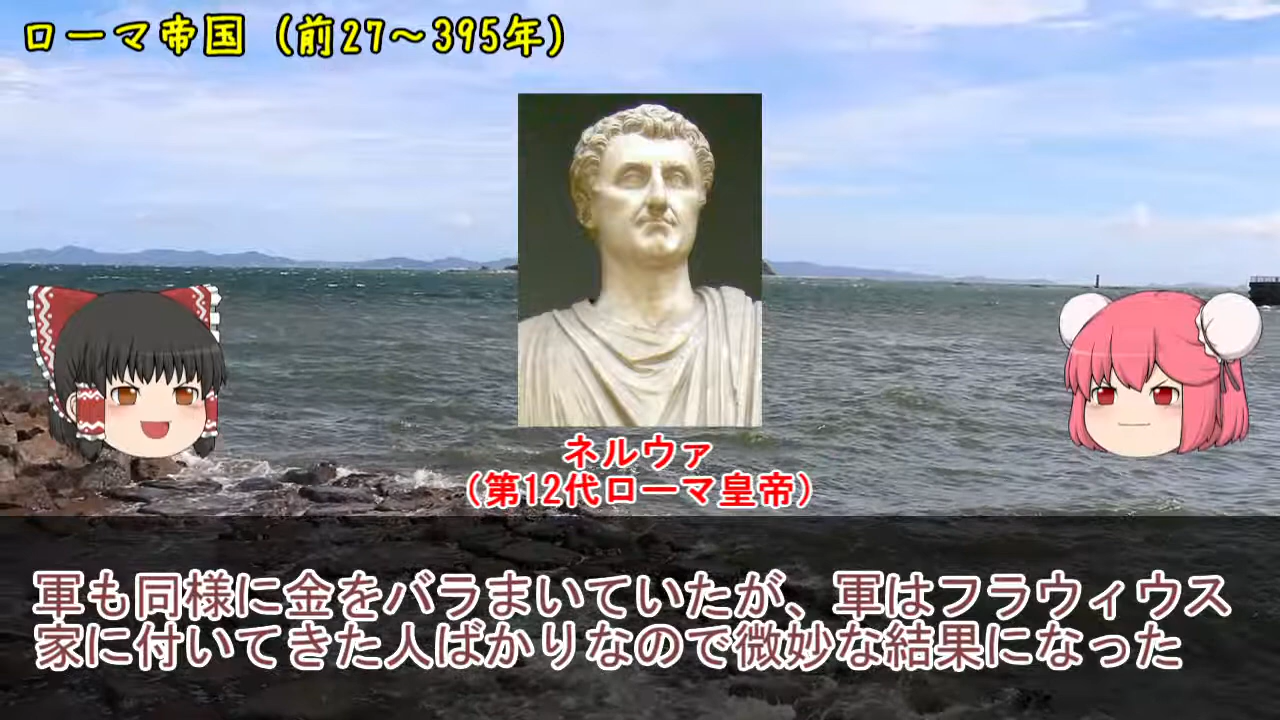 ローマ帝国（前27～395年）
ネルウァ
（第12代ローマ皇帝）
軍も同様に金をバラまいていたが、軍はフラウィウス
家に付いてきた人ばかりなので微妙な結果になった